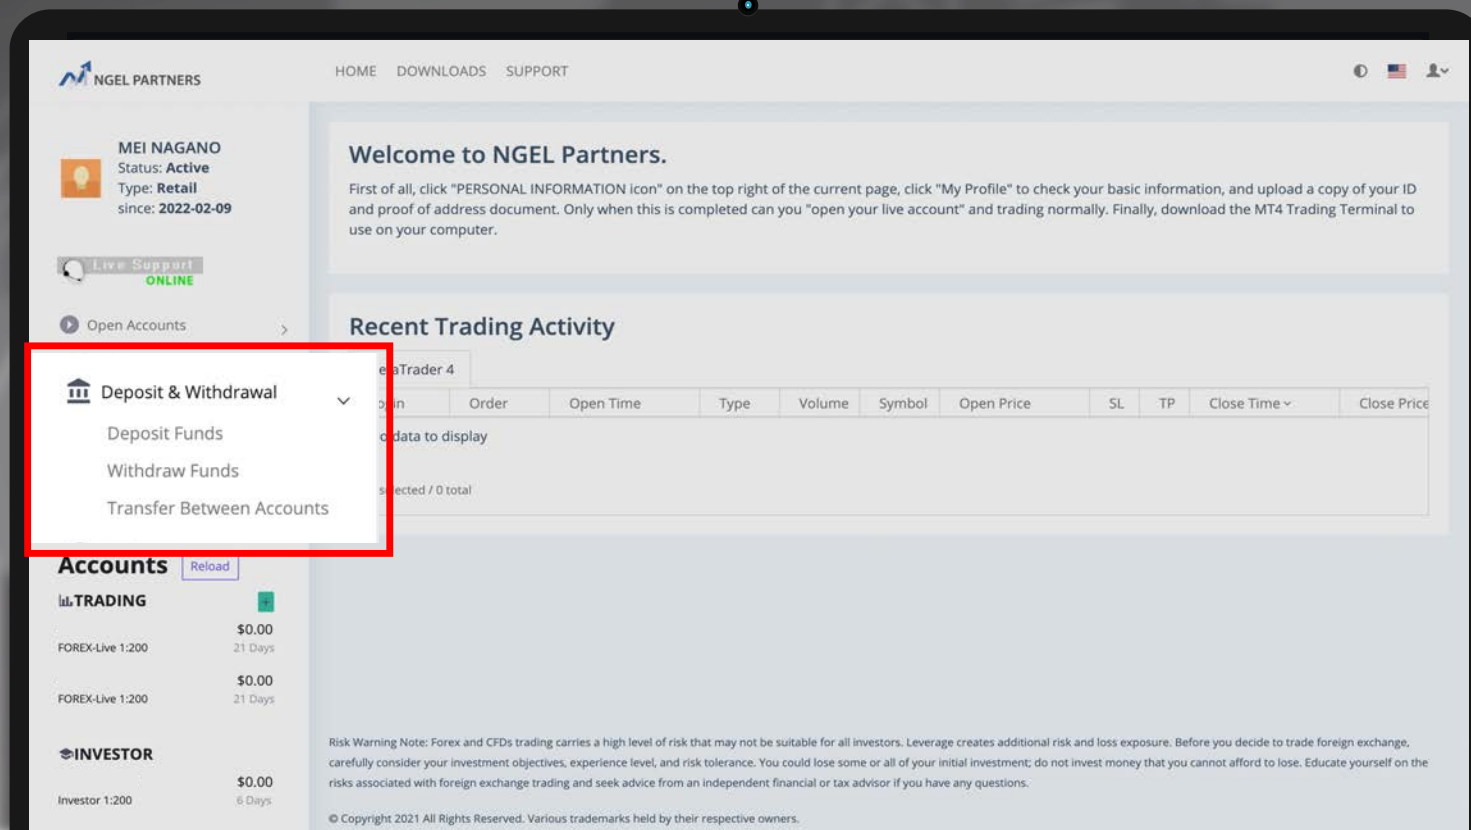 NGEL PARTNERS
HOME DOWNLOADS SUPPORT
MEI NAGANO
Status: Active
Type: Retail
since: 2022-02-09
Live Support
ONLINE
Open Accounts
Deposit & Withdrawal
Deposit Funds
Withdraw Funds
Transfer Between Accounts
Accounts Reload
TRADING +
$0.00
FOREX-Live 1:200 21 Days
$0.00
FOREX-Live 1:200 21 Days
INVESTOR
$0.00
Investor 1:200 6 Days
Welcome to NGEL Partners.
First of all, click "PERSONAL INFORMATION icon" on the top right of the current page, click "My Profile" to check your basic information, and upload a copy of your ID
and proof of address document. Only when this is completed can you "open your live account" and trading normally. Finally, download the MT4 Trading Terminal to
use on your computer.
Recent Trading Activity
aTrader 4
Order Open Time Type Volume Symbol Open Price SL TP Close Time Close Price
data to display
/ 0 total
Risk Warning Note: Forex and CFDs trading carries a high level of risk that may not be suitable for all investors. Leverage creates additional risk and loss exposure. Before you decide to trade foreign exchange,
carefully consider your investment objectives, experience level, and risk tolerance. You could lose some or all of your initial investment; do not invest money that you cannot afford to lose. Educate yourself on the
risks associated with foreign exchange trading and seek advice from an independent financial or tax advisor if you have any questions.
© Copyright 2021 All Rights Reserved. Various trademarks held by their respective owners.